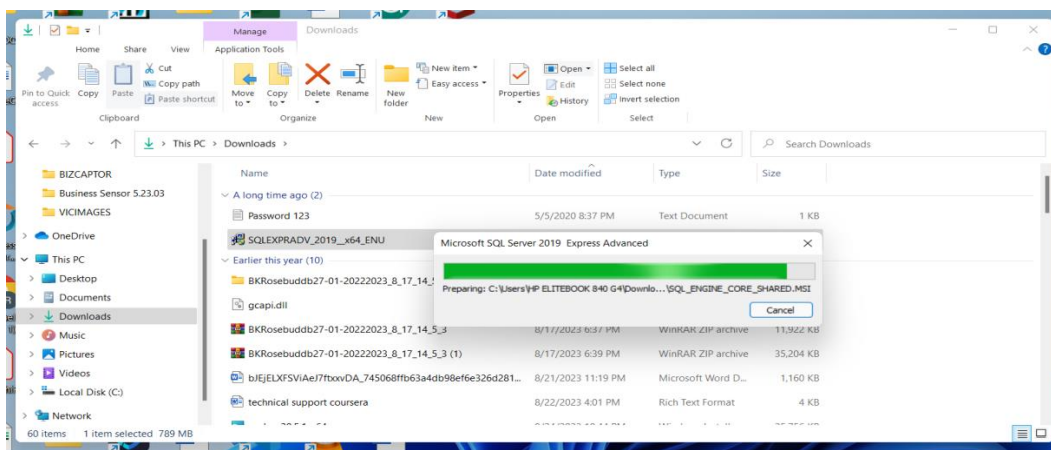 Manage
Downloads
Home
Share
View
Application Tools
Pin to Quick access
Copy
Paste
Cut
Copy path
Paste shortcut
Clipboard
Move to
Copy to
Delete
Rename
Organize
New folder
New item
Easy access
New
Properties
Open
Edit
History
Open
Select all
Select none
Invert selection
Select
This PC > Downloads >
Search Downloads
Name
Date modified
Type
Size
BIZCAPTOR
Business Sensor 5.23.03
VICIMAGES
OneDrive
This PC
Desktop
Documents
Downloads
Music
Pictures
Videos
Local Disk (C:)
Network
A long time ago (2)
Password 123
5/5/2020 8:37 PM
Text Document
1 KB
SQLEXPRADV_2019__x64_ENU
Earlier this year (10)
BKRosebuddb27-01-20222023_8_17_14_5
gcapi.dll
BKRosebuddb27-01-20222023_8_17_14_5_3
8/17/2023 6:37 PM
WinRAR ZIP archive
11,922 KB
BKRosebuddb27-01-20222023_8_17_14_5_3 (1)
8/17/2023 6:39 PM
WinRAR ZIP archive
35,204 KB
8/21/2023 11:19 PM
Microsoft Word D...
1,160 KB
technical support coursera
8/22/2023 4:01 PM
Rich Text Format
4 KB
Microsoft SQL Server 2019 Express Advanced
Preparing: C:\Users\HP ELITEBOOK 840 G4\Downlo...\SQL_ENGINE_CORE_SHARED.MSI
Cancel
60 items
1 item selected 789 MB